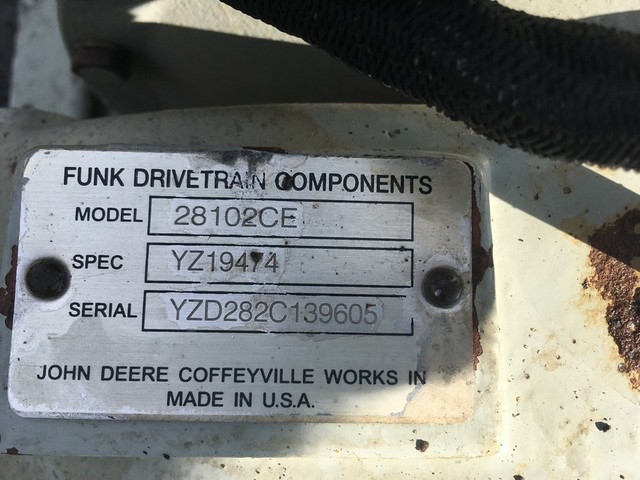 FUNK DRIVETRAIN COMPONENTS
MODEL 28102CE
SPEC YZ19474
SERIAL YZD282C139605
JOHN DEERE COFFEYVILLE WORKS IN
MADE IN U.S.A.